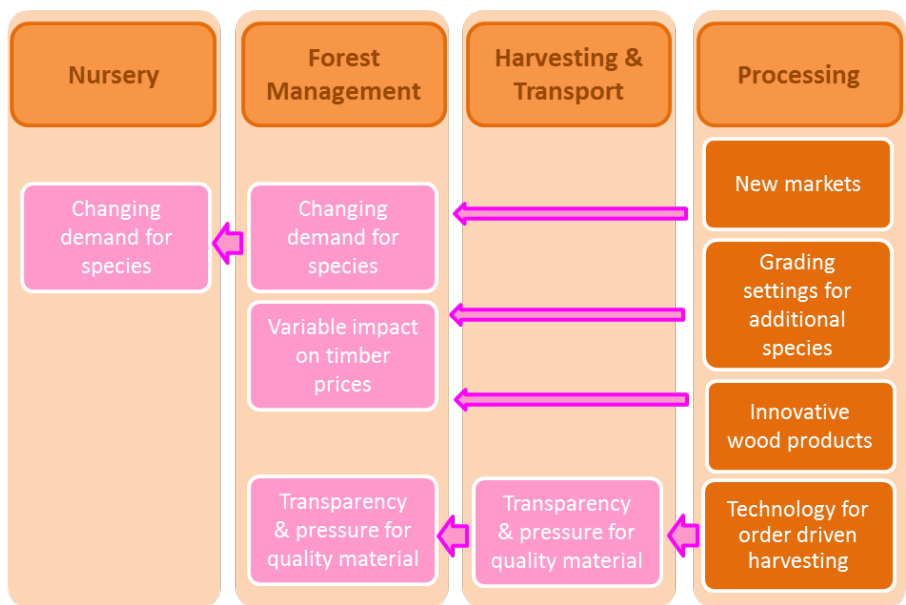 Nursery
Forest
Management
Harvesting &
Transport
Processing
Changing
demand for
species
Changing
demand for
species
Variable impact
on timber
prices
Transparency
& pressure for
quality material
Transparency
& pressure for
quality material
New markets
Grading
settings for
additional
species
Innovative
wood products
Technology for
order driven
harvesting